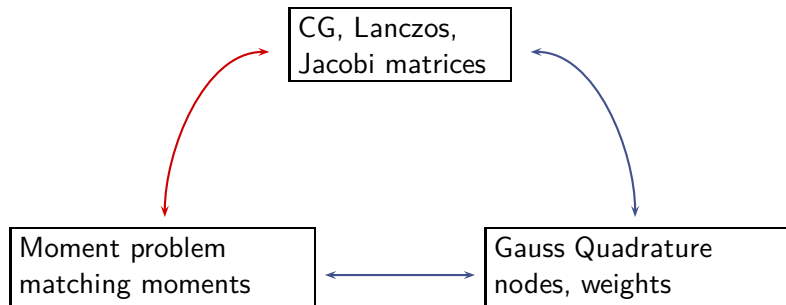 CG, Lanczos,
Jacobi matrices
Moment problem
matching moments
Gauss Quadrature
nodes, weights